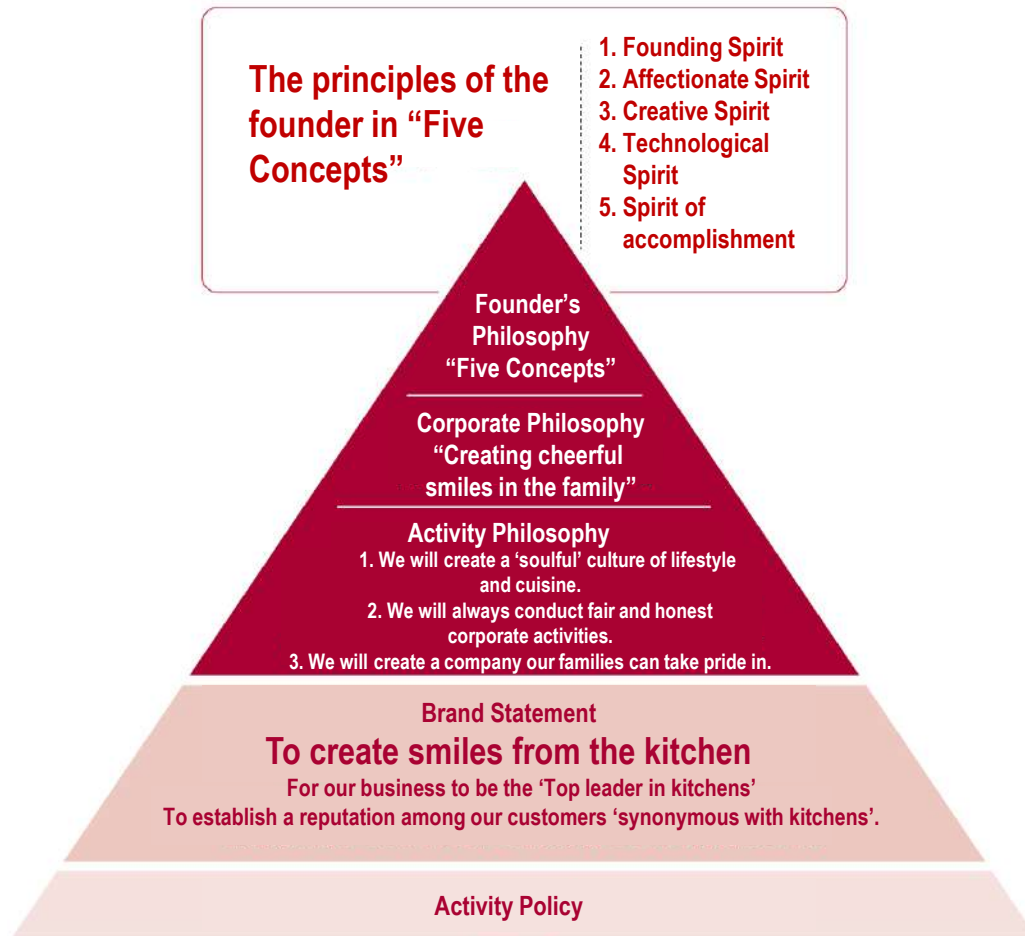 The principles of the
founder in “Five
Concepts”
1. Founding Spirit
2. Affectionate Spirit
3. Creative Spirit
4. Technological
Spirit
5. Spirit of
accomplishment
Founder’s
Philosophy
“Five Concepts”
Corporate Philosophy
“Creating cheerful
smiles in the family”
Activity Philosophy
1. We will create a ‘soulful’ culture of lifestyle
and cuisine.
2. We will always conduct fair and honest
corporate activities.
3. We will create a company our families can take pride in.
Brand Statement
To create smiles from the kitchen
For our business to be the ‘Top leader in kitchens’
To establish a reputation among our customers ‘synonymous with kitchens’.
Activity Policy